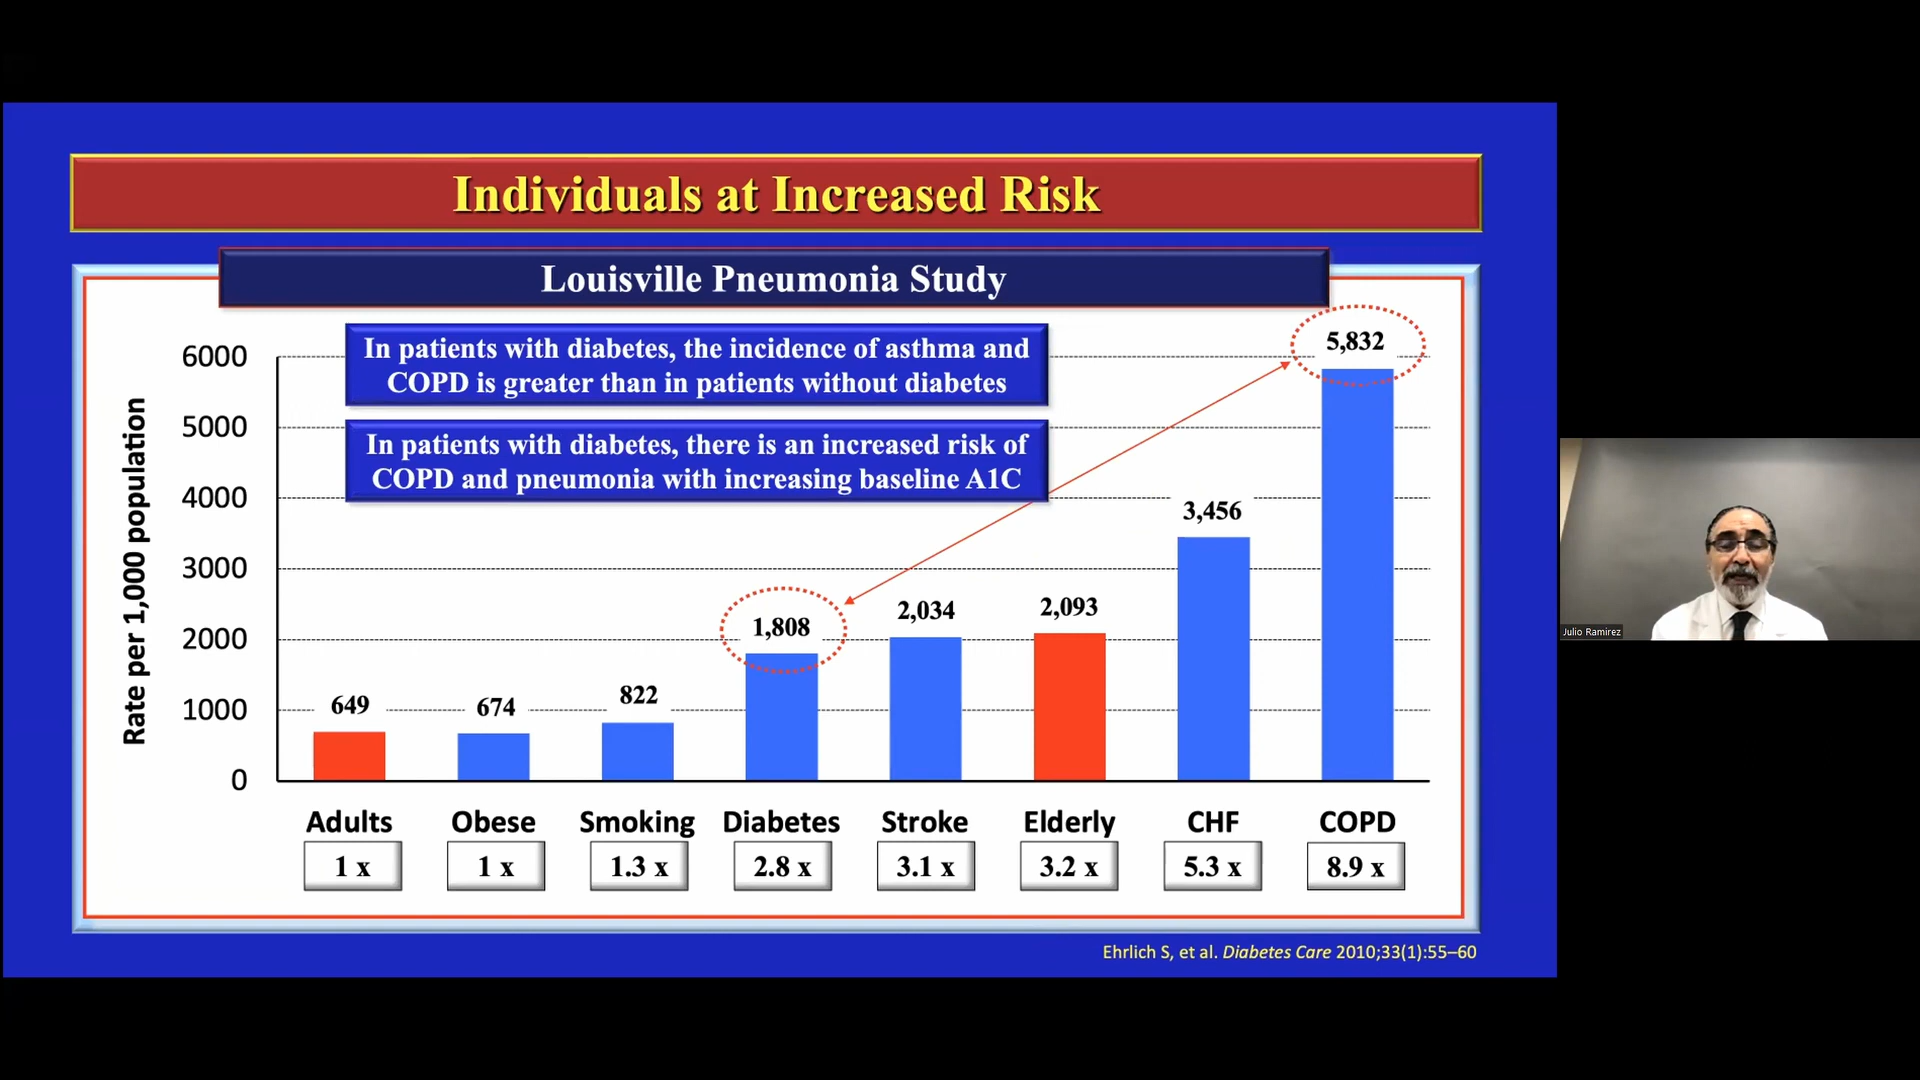 Individuals at Increased Risk
Louisville Pneumonia Study
In patients with diabetes, the incidence of asthma and
COPD is greater than in patients without diabetes
In patients with diabetes, there is an increased risk of
COPD and pneumonia with increasing baseline A1C
Rate per 1,000 population
6000
5000
4000
3000
2000
1000
0
649
674
822
1,808
2,034
2,093
3,456
5,832
Adults Obese Smoking Diabetes Stroke Elderly CHF COPD
1 x 1 x 1.3 x 2.8 x 3.1 x 3.2 x 5.3 x 8.9 x
Ehrlich S, et al. Diabetes Care 2010;33(1):55–60
Julio Ramirez